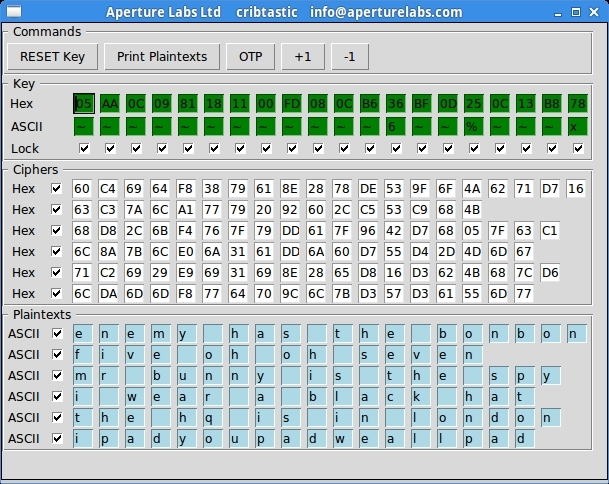 Aperture Labs Ltd cribtastic info@aperturelabs.com
Commands
RESET Key Print Plaintexts OTP +1 -1
Key
Hex 05 AA 0C 09 81 18 11 00 FD 08 0C B6 36 BF 0D 25 0C 13 B8 78
ASCII ~ ~ ~ ~ ~ ~ ~ ~ ~ ~ ~ ~ 6 ~ ~ % ~ ~ ~ x
Lock
Ciphers
Hex 60 C4 69 64 F8 38 79 61 8E 28 78 DE 53 9F 6F 4A 62 71 D7 16
Hex 63 C3 7A 6C A1 77 79 20 92 60 2C C5 53 C9 68 4B
Hex 68 D8 2C 6B F4 76 7F 79 DD 61 7F 96 42 D7 68 05 7F 63 C1
Hex 6C 8A 7B 6C E0 6A 31 61 DD 6A 60 D7 55 D4 2D 4D 6D 67
Hex 71 C2 69 29 E9 69 31 69 8E 28 65 D8 16 D3 62 4B 68 7C D6
Hex 6C DA 6D 6D F8 77 64 70 9C 6C 7B D3 57 D3 61 55 6D 77
Plaintexts
ASCII e n e m y h a s t h e b o n b o n
ASCII f i v e o h o h s e v e n
ASCII m r b u n n y i s t h e s p y
ASCII i w e a r a b l a c k h a t
ASCII t h e h q i s i n l o n d o n
ASCII i p a d y o u p a d w e a l l p a d